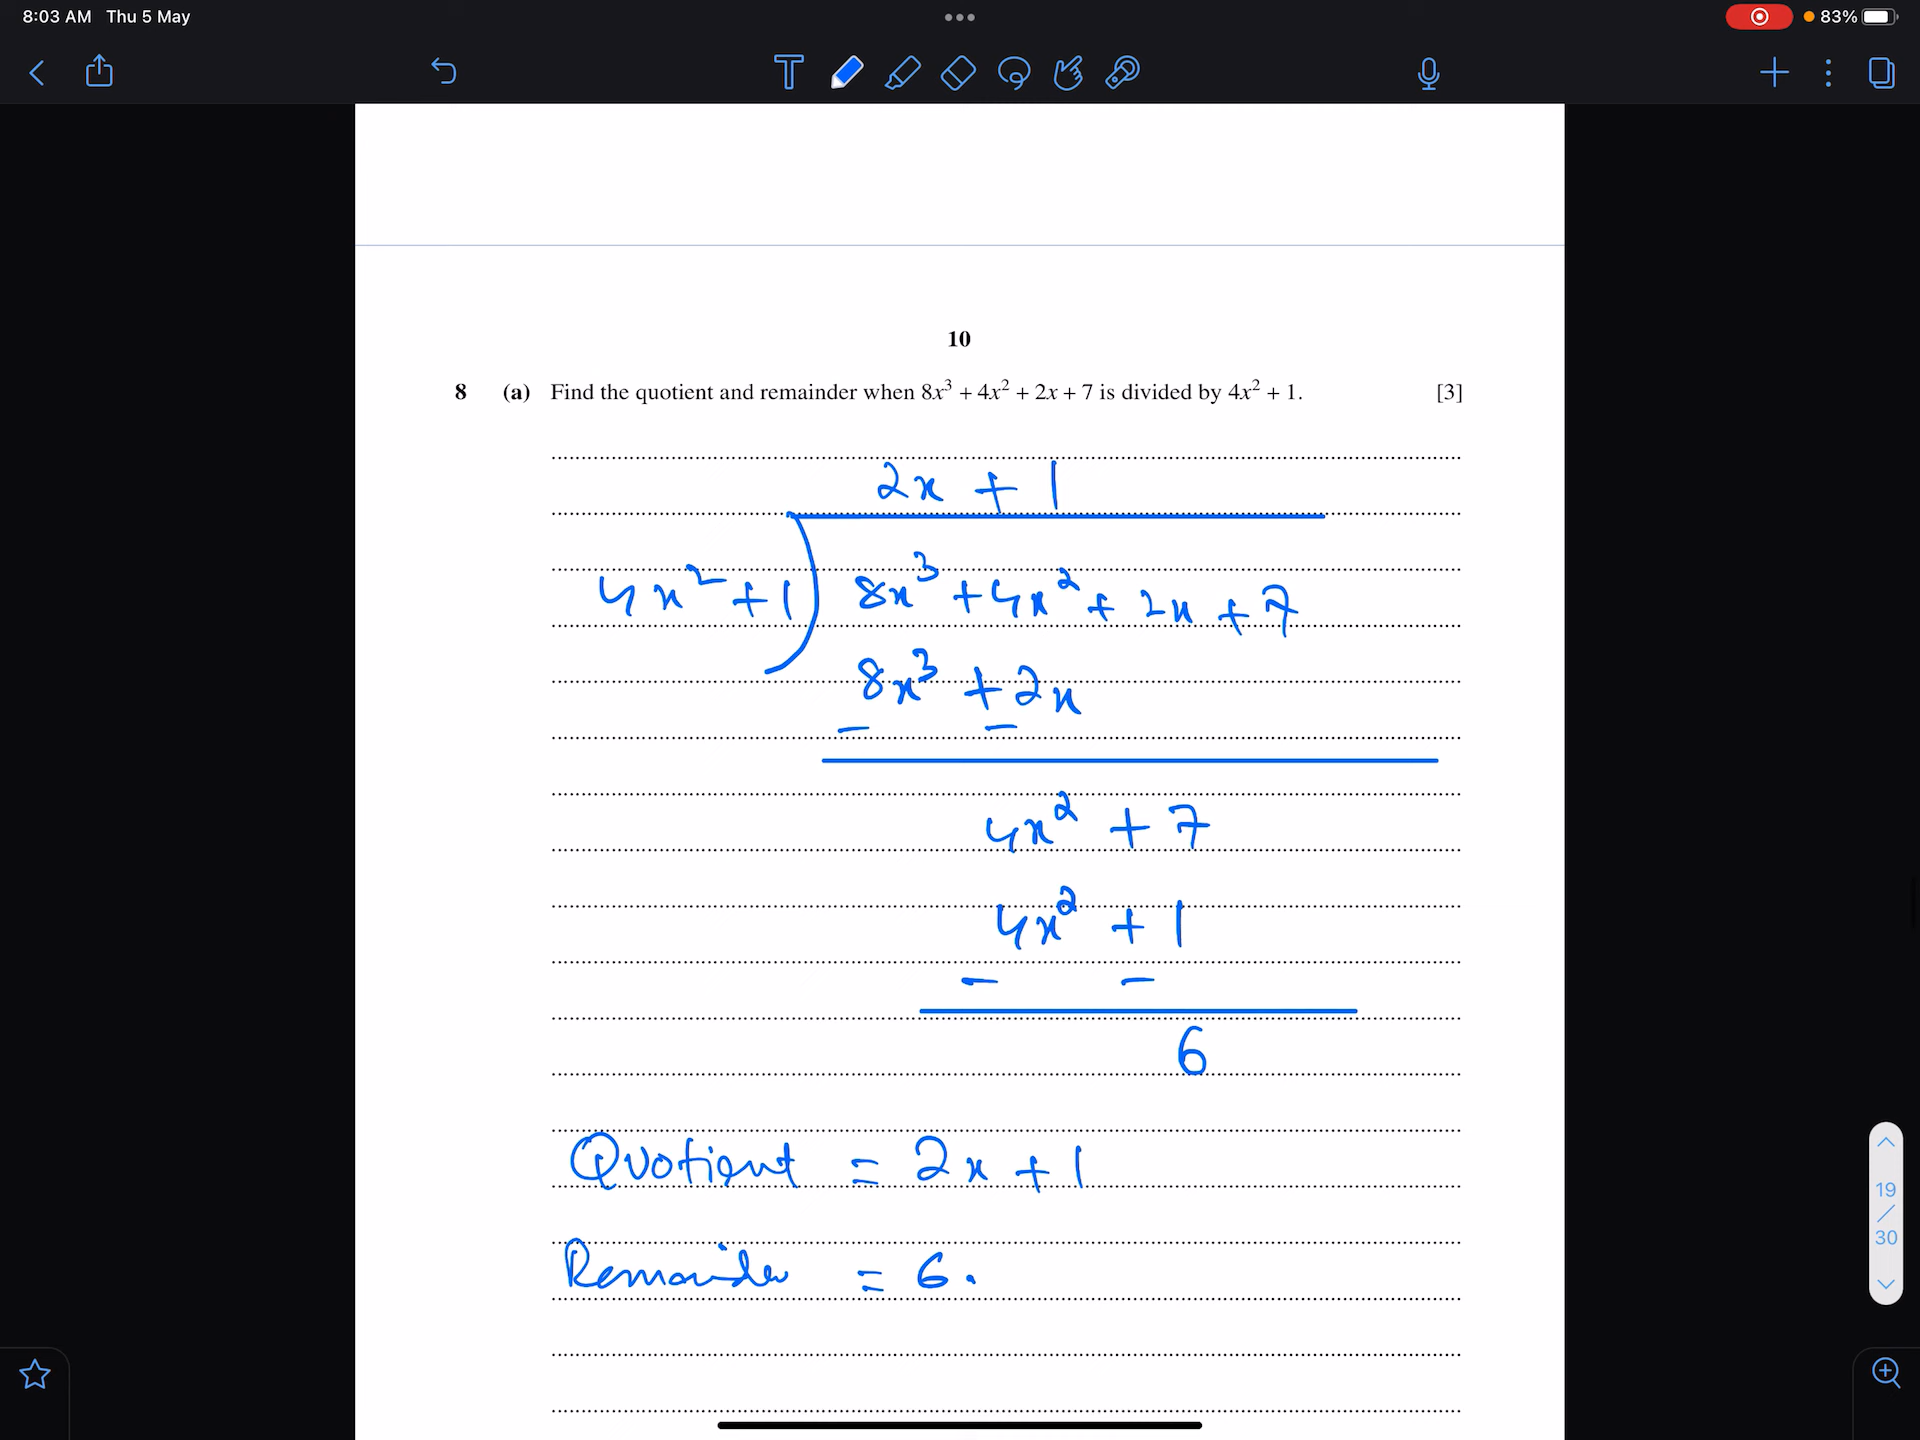 8:03 AM Thu 5 May
83%
10
8 (a) Find the quotient and remainder when 8x³ + 4x² + 2x + 7 is divided by 4x² + 1. [3]
2x + 1
4x² + 1 ) 8x³ + 4x² + 2x + 7
8x³ + 2x
− −
4x² + 7
4x² + 1
− −
6
Quotient = 2x + 1
Remainder = 6.
19
/
30